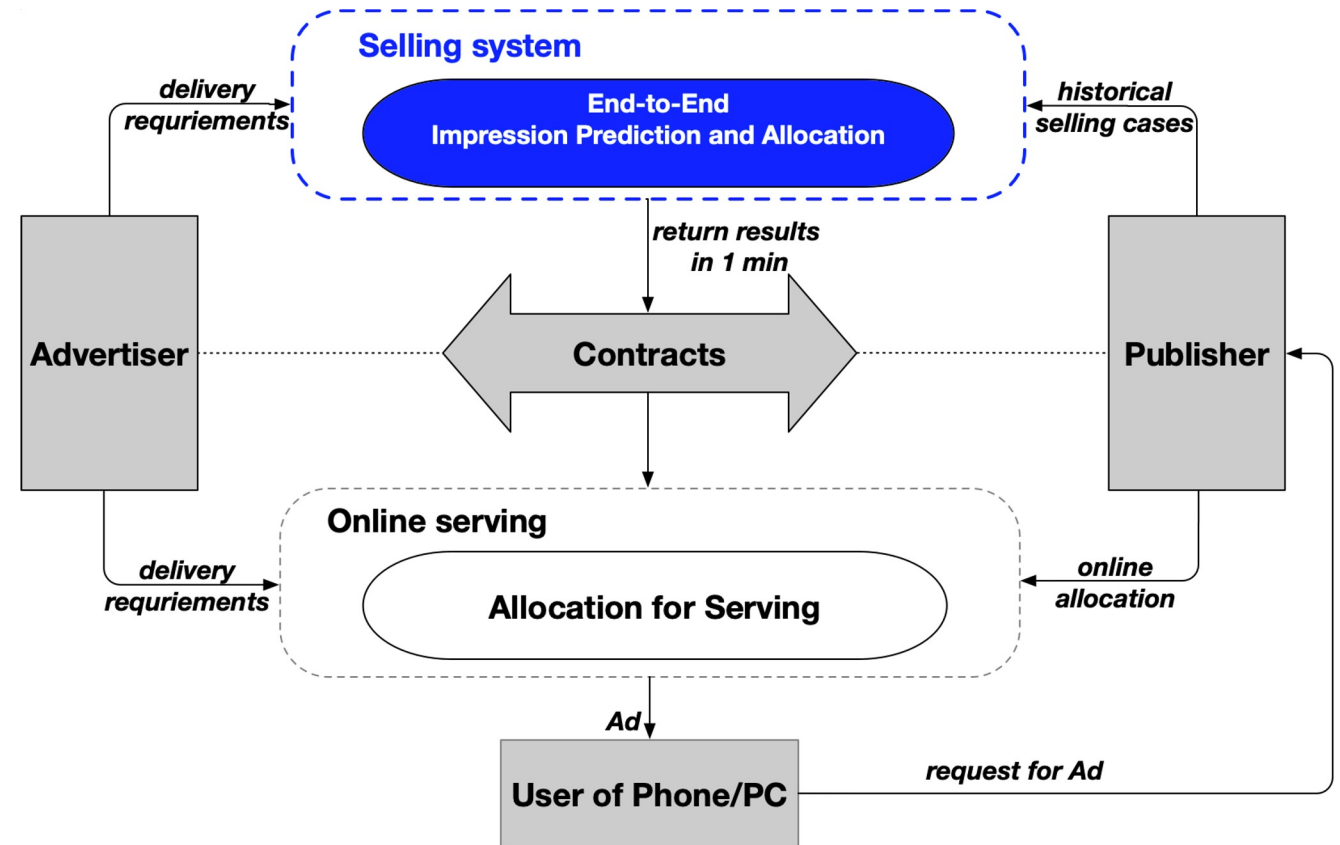 Selling system
End-to-End
Impression Prediction and Allocation
delivery
requriements
historical
selling cases
return results
in 1 min
Advertiser
Contracts
Publisher
Online serving
Allocation for Serving
delivery
requriements
online
allocation
Ad
User of Phone/PC
request for Ad